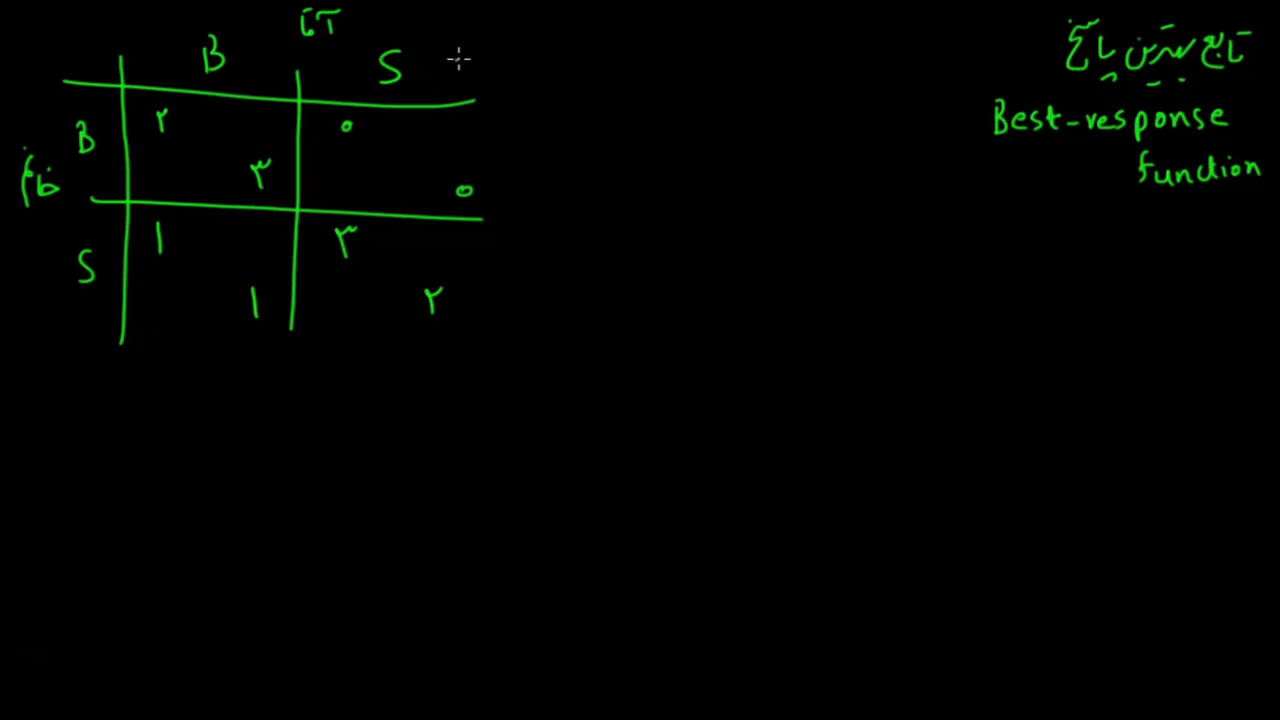 آقا
B S
B ۲ ۰
۳ ۰
خانم
S ۱ ۳
۱ ۲
تابع بهترین پاسخ
Best-response
function